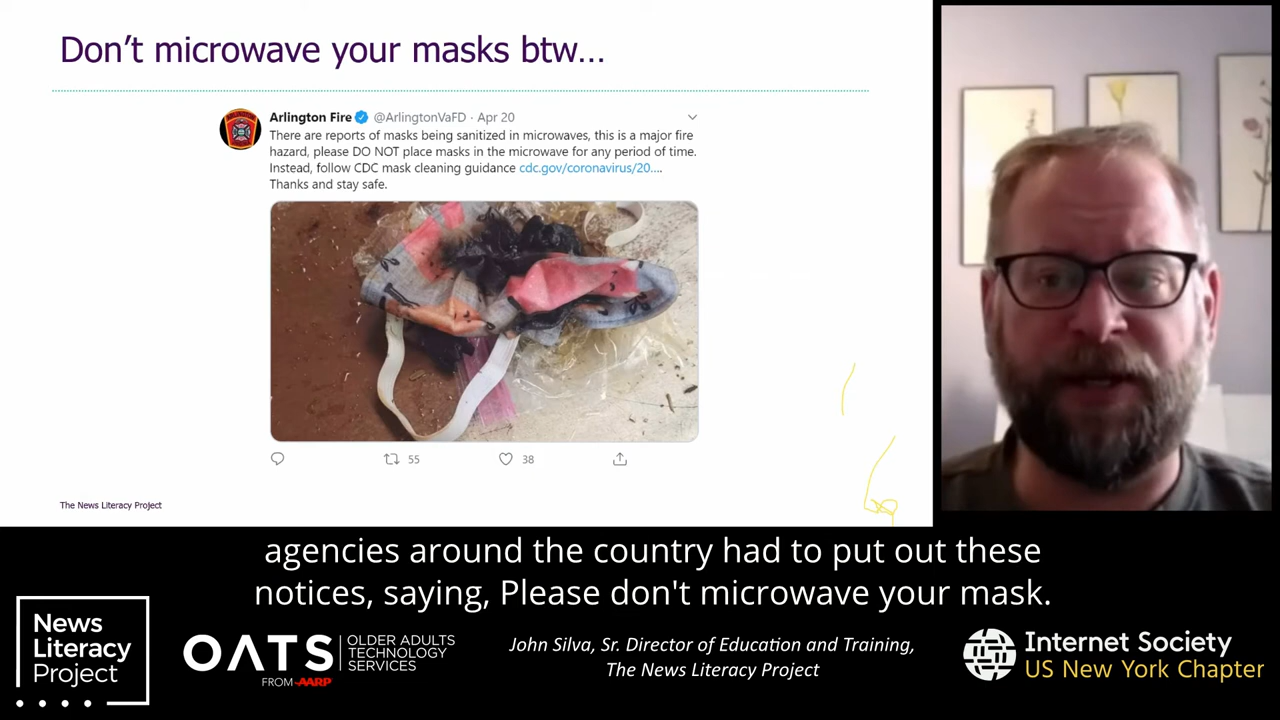 Don't microwave your masks btw...
Arlington Fire @ArlingtonVaFD · Apr 20
There are reports of masks being sanitized in microwaves, this is a major fire
hazard, please DO NOT place masks in the microwave for any period of time.
Instead, follow CDC mask cleaning guidance cdc.gov/coronavirus/20....
Thanks and stay safe.
55 38
The News Literacy Project
agencies around the country had to put out these
notices, saying, Please don't microwave your mask.
News
Literacy
Project
OATS
OLDER ADULTS
TECHNOLOGY
SERVICES
FROM AARP
John Silva, Sr. Director of Education and Training,
The News Literacy Project
Internet Society
US New York Chapter